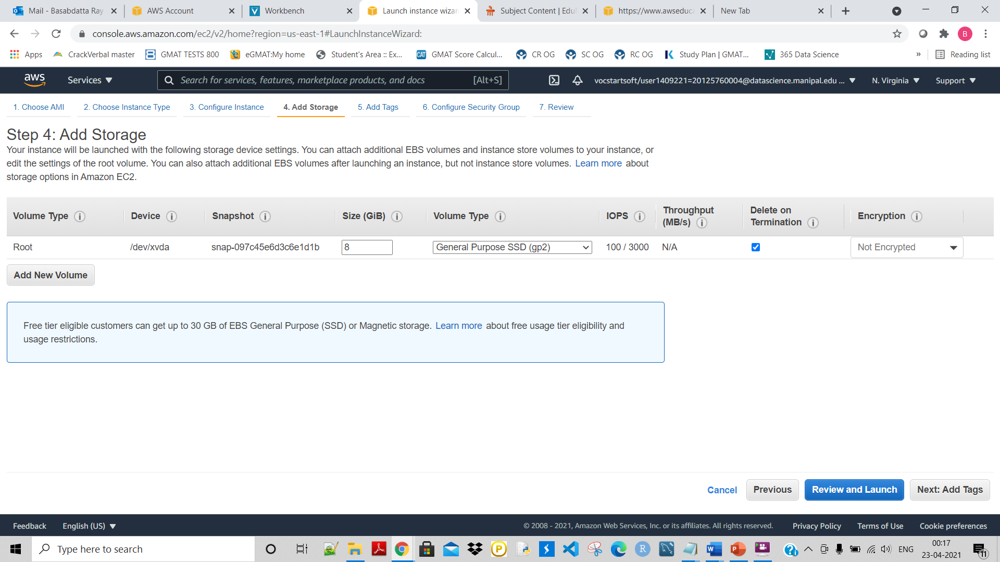 Mail - Basabdatta Ray
AWS Account
Workbench
Launch instance wizar
Subject Content | Edu
https://www.awseduca
New Tab
console.aws.amazon.com/ec2/v2/home?region=us-east-1#LaunchInstanceWizard:
B
Apps
CrackVerbal master
GMAT TESTS 800
eGMAT:My home
Student's Area :: Ex...
CAT
GMAT Score Calcul...
CR OG
SC OG
RC OG
Study Plan | GMAT...
365 Data Science
»
Reading list
aws
Services
Search for services, features, marketplace products, and docs
[Alt+S]
vocstartsoft/user1409221=20125760004@datascience.manipal.edu ...
N. Virginia
Support
1. Choose AMI
2. Choose Instance Type
3. Configure Instance
4. Add Storage
5. Add Tags
6. Configure Security Group
7. Review
Step 4: Add Storage
Your instance will be launched with the following storage device settings. You can attach additional EBS volumes and instance store volumes to your instance, or
edit the settings of the root volume. You can also attach additional EBS volumes after launching an instance, but not instance store volumes. Learn more about
storage options in Amazon EC2.
Volume Type
Device
Snapshot
Size (GiB)
Volume Type
IOPS
Throughput
(MB/s)
Delete on
Termination
Encryption
Root
/dev/xvda
snap-097c45e6d3c6e1d1b
8
General Purpose SSD (gp2)
100 / 3000
N/A
Not Encrypted
Add New Volume
Free tier eligible customers can get up to 30 GB of EBS General Purpose (SSD) or Magnetic storage. Learn more about free usage tier eligibility and
usage restrictions.
Cancel
Previous
Review and Launch
Next: Add Tags
Feedback
English (US)
© 2008 - 2021, Amazon Web Services, Inc. or its affiliates. All rights reserved.
Privacy Policy
Terms of Use
Cookie preferences
Type here to search
ENG
00:17
23-04-2021
11